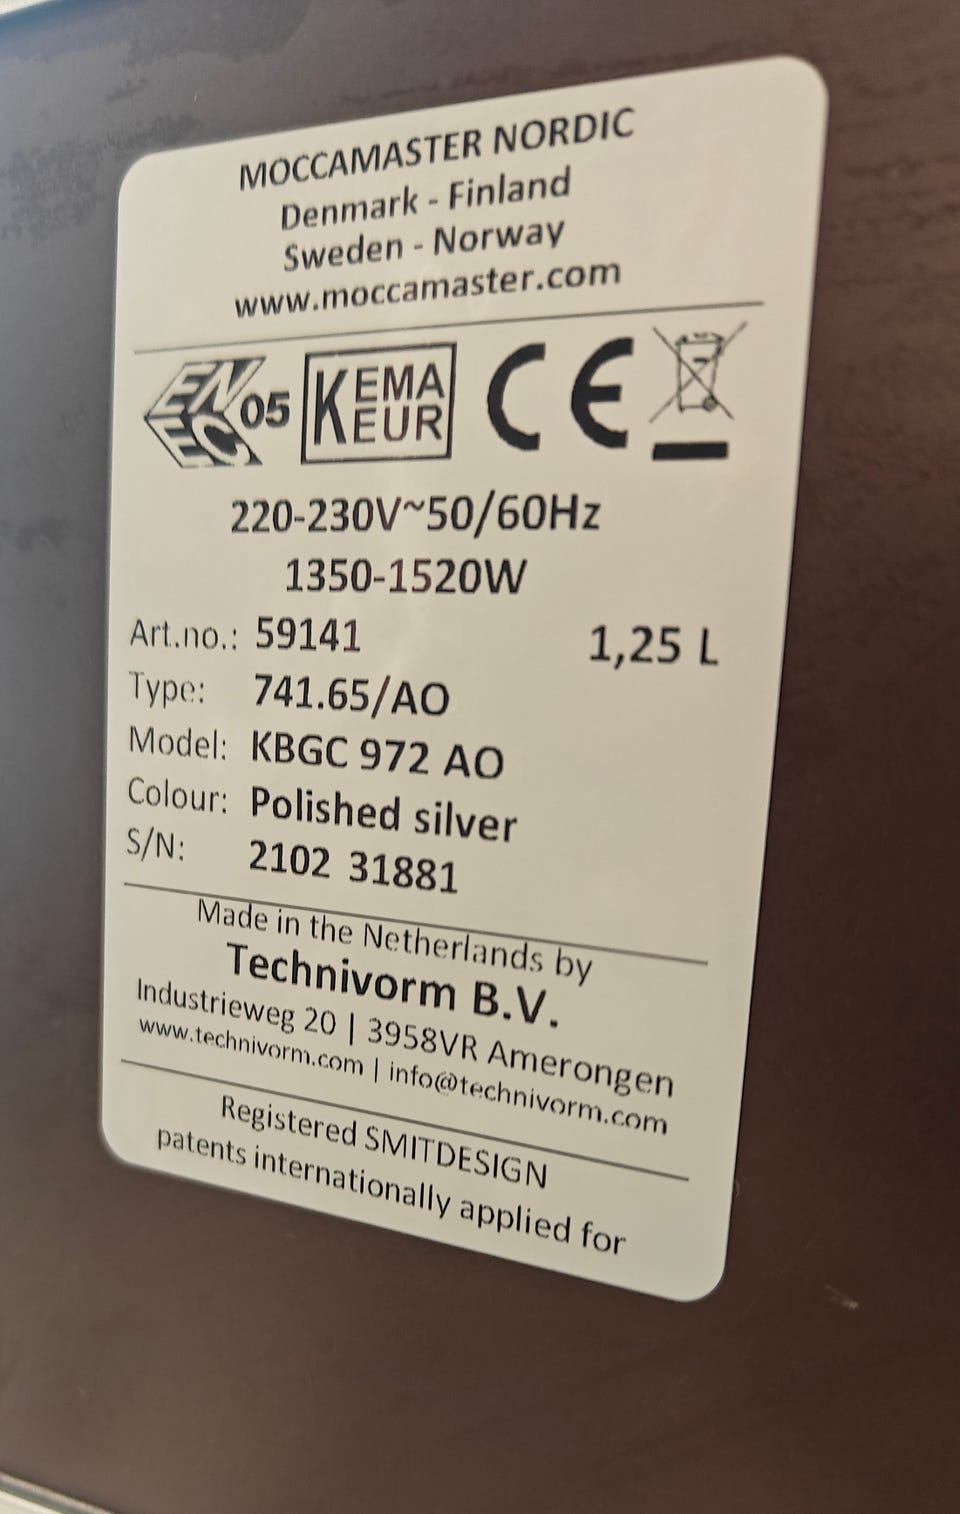 MOCCAMASTER NORDIC
Denmark - Finland
Sweden - Norway
www.moccamaster.com
ENEC 05 KEMA EUR CE
220-230V~50/60Hz
1350-1520W
Art.no.: 59141 1,25 L
Type: 741.65/AO
Model: KBGC 972 AO
Colour: Polished silver
S/N: 2102 31881
Made in the Netherlands by
Technivorm B.V.
Industrieweg 20 | 3958VR Amerongen
www.technivorm.com | info@technivorm.com
Registered SMITDESIGN
patents internationally applied for